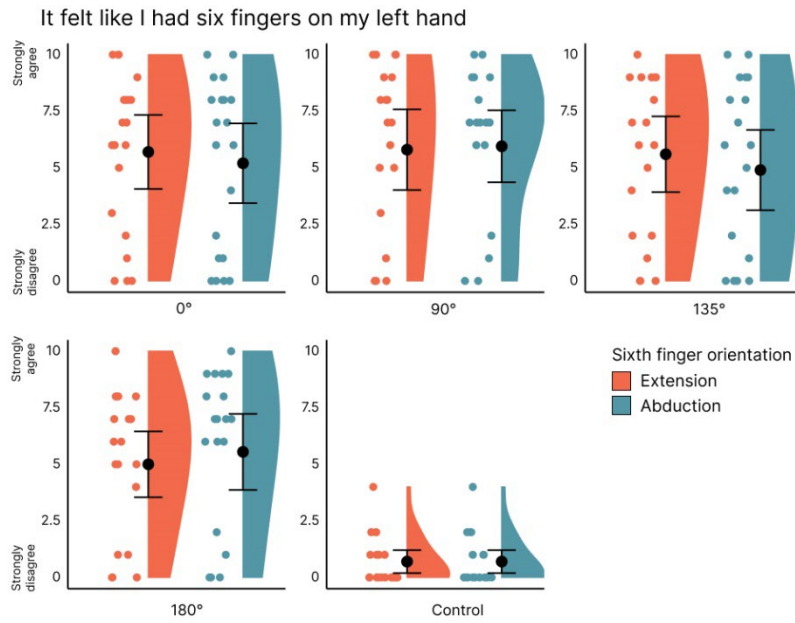 It felt like I had six fingers on my left hand
Strongly
agree
10
7.5
5
2.5
0
Strongly
disagree
0°
10
7.5
5
2.5
0
90°
10
7.5
5
2.5
0
135°
Strongly
agree
10
7.5
5
2.5
0
Strongly
disagree
180°
10
7.5
5
2.5
0
Control
Sixth finger orientation
Extension
Abduction